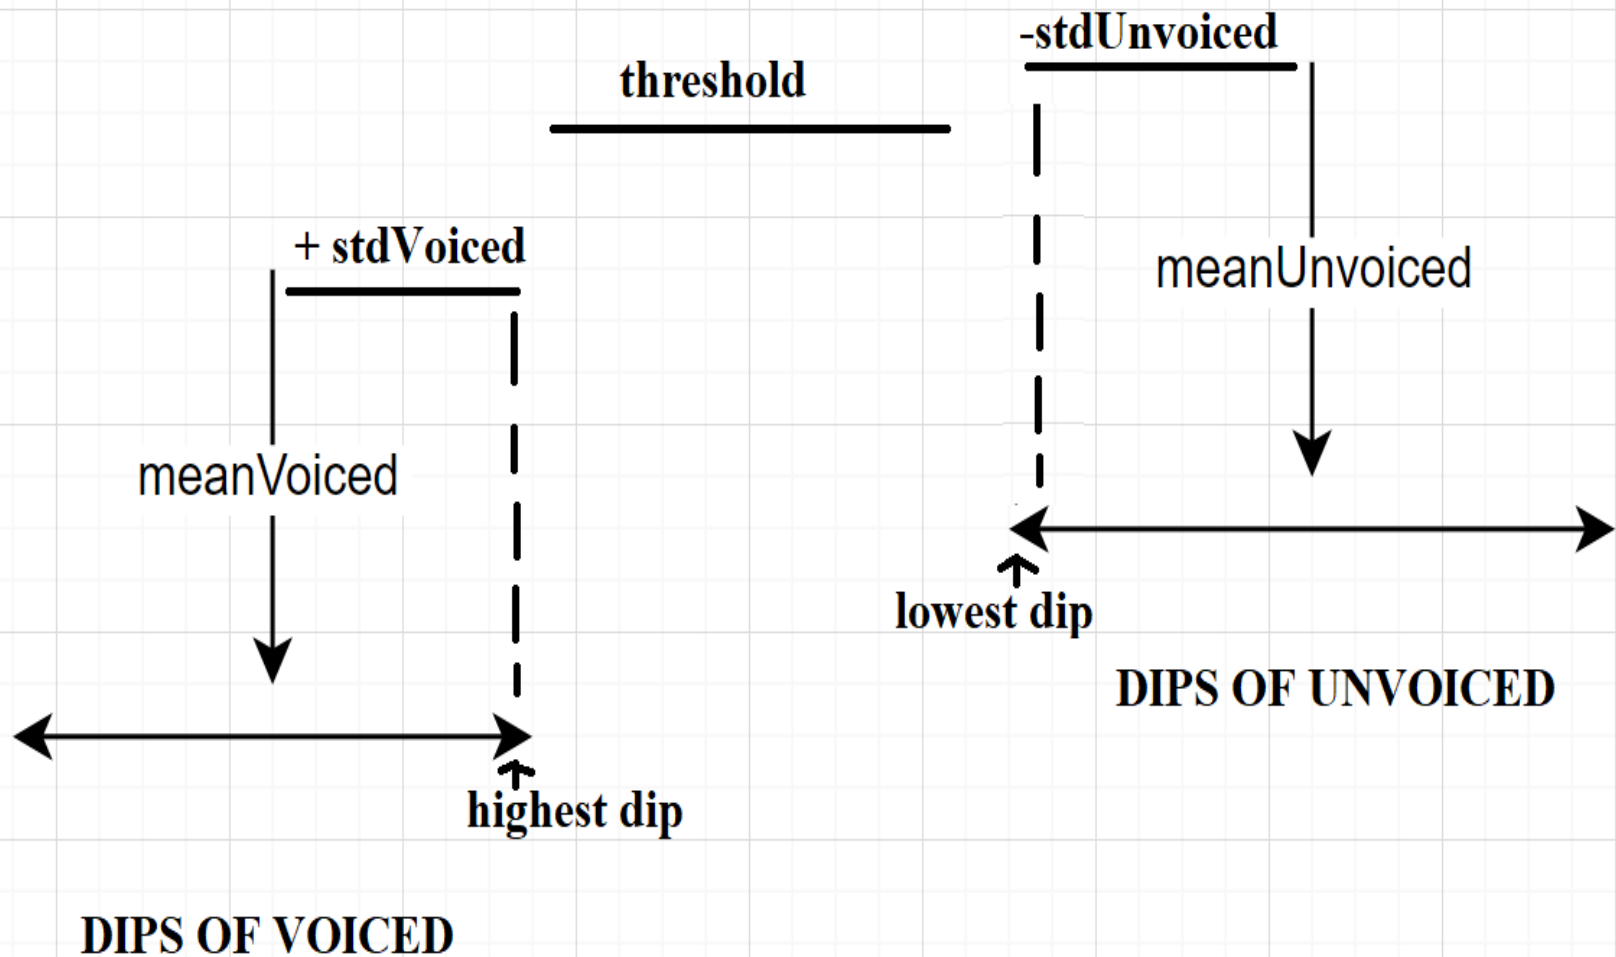 -stdUnvoiced
threshold
+ stdVoiced
meanUnvoiced
meanVoiced
lowest dip
DIPS OF UNVOICED
highest dip
DIPS OF VOICED